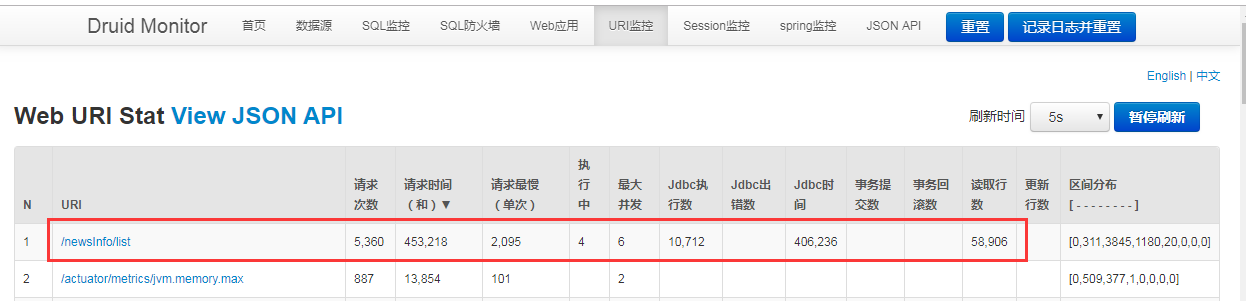 Druid Monitor 首页 数据源 SQL监控 SQL防火墙 Web应用 URI监控 Session监控 spring监控 JSON API 重置 记录日志并重置
English | 中文
Web URI Stat View JSON API 刷新时间 5s 暂停刷新
N URI 请求次数 请求时间（和）▼ 请求最慢（单次） 执行中 最大并发 Jdbc执行数 Jdbc出错数 Jdbc时间 事务提交数 事务回滚数 读取行数 更新行数 区间分布 [ - - - - - - - - ]
1 /newsInfo/list 5,360 453,218 2,095 4 6 10,712 406,236 58,906 [0,311,3845,1180,20,0,0,0]
2 /actuator/metrics/jvm.memory.max 887 13,854 101 2 [0,509,377,1,0,0,0,0]